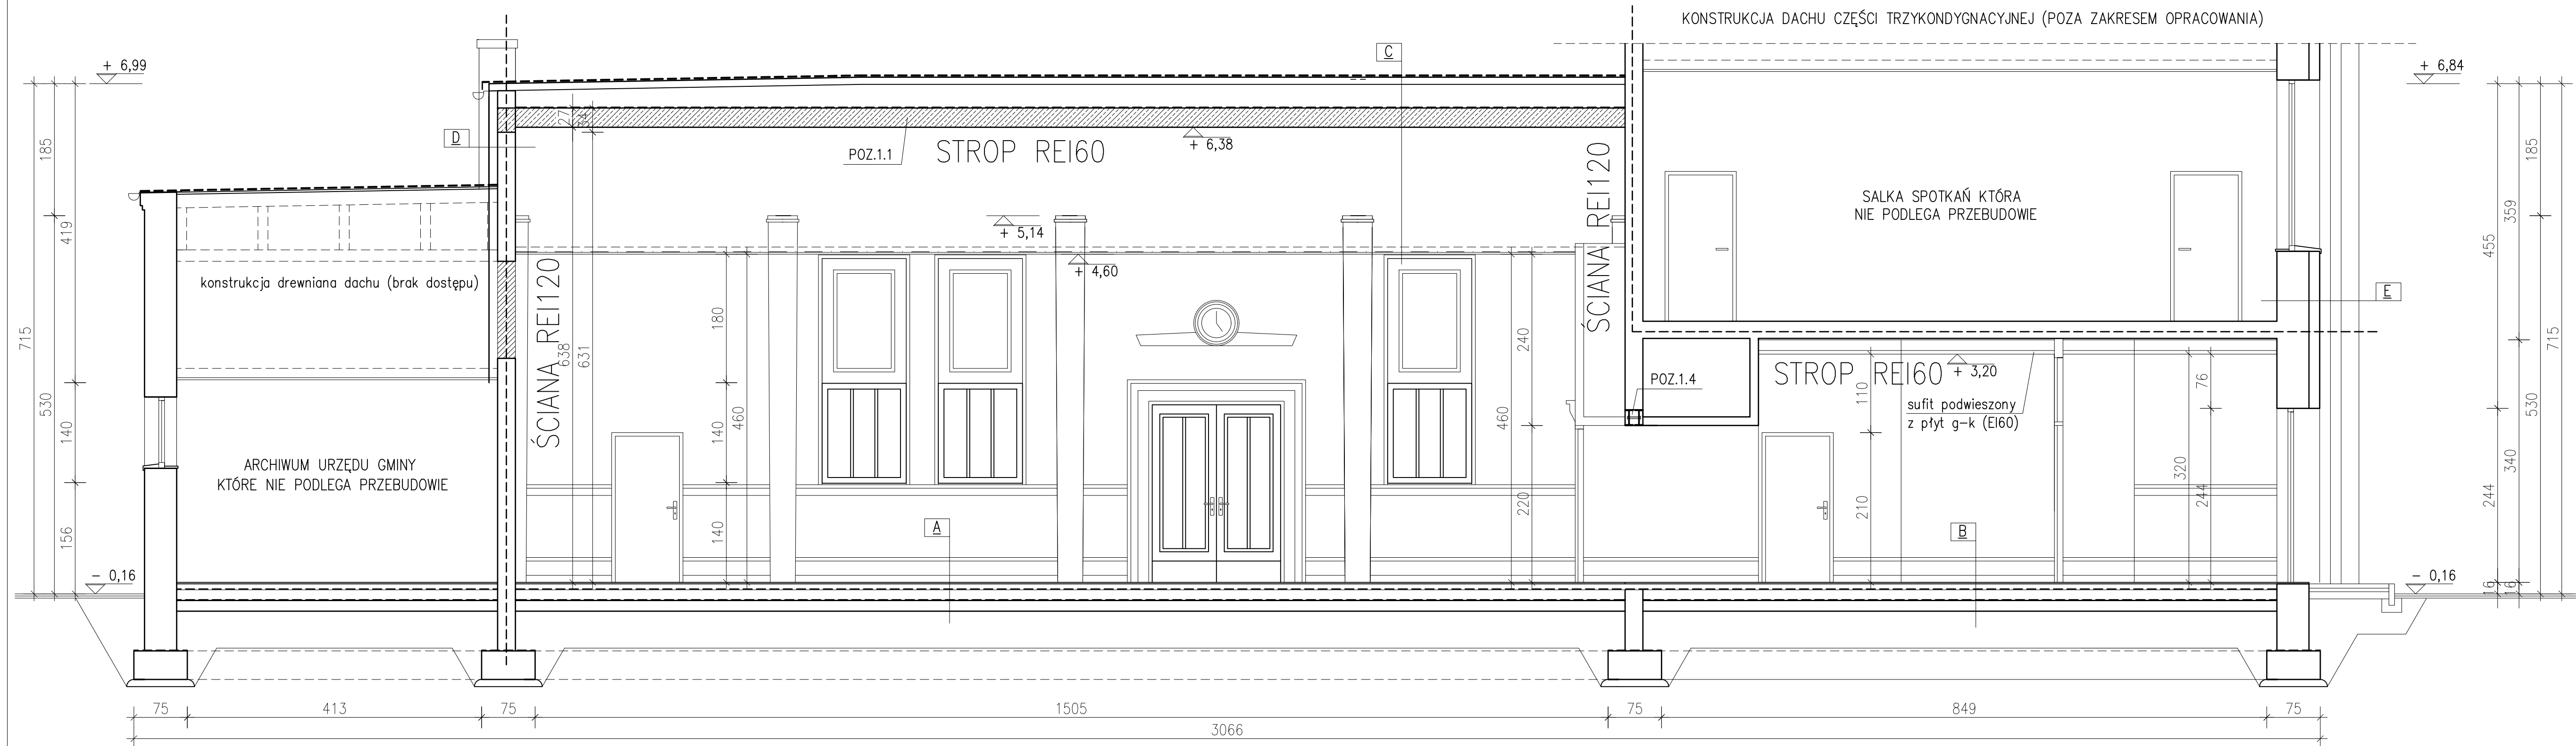 KONSTRUKCJA DACHU CZĘŚCI TRZYKONDYGNACYJNEJ (POZA ZAKRESEM OPRACOWANIA)
+ 6,99
C
+ 6,84
27
34
D
POZ.1.1
STROP REI60
+ 6,38
ŚCIANA REI120
SALKA SPOTKAŃ KTÓRA
NIE PODLEGA PRZEBUDOWIE
185
419
+ 5,14
+ 4,60
konstrukcja drewniana dachu (brak dostępu)
ŚCIANA REI120
638
631
180
240
E
455
359
185
715
530
140
156
715
530
340
244
16
16
POZ.1.4
STROP REI60
+ 3,20
sufit podwieszony
z płyt g-k (EI60)
110
210
76
320
244
140
460
140
460
220
ARCHIWUM URZĘDU GMINY
KTÓRE NIE PODLEGA PRZEBUDOWIE
A
B
- 0,16
- 0,16
75
413
75
1505
75
849
75
3066